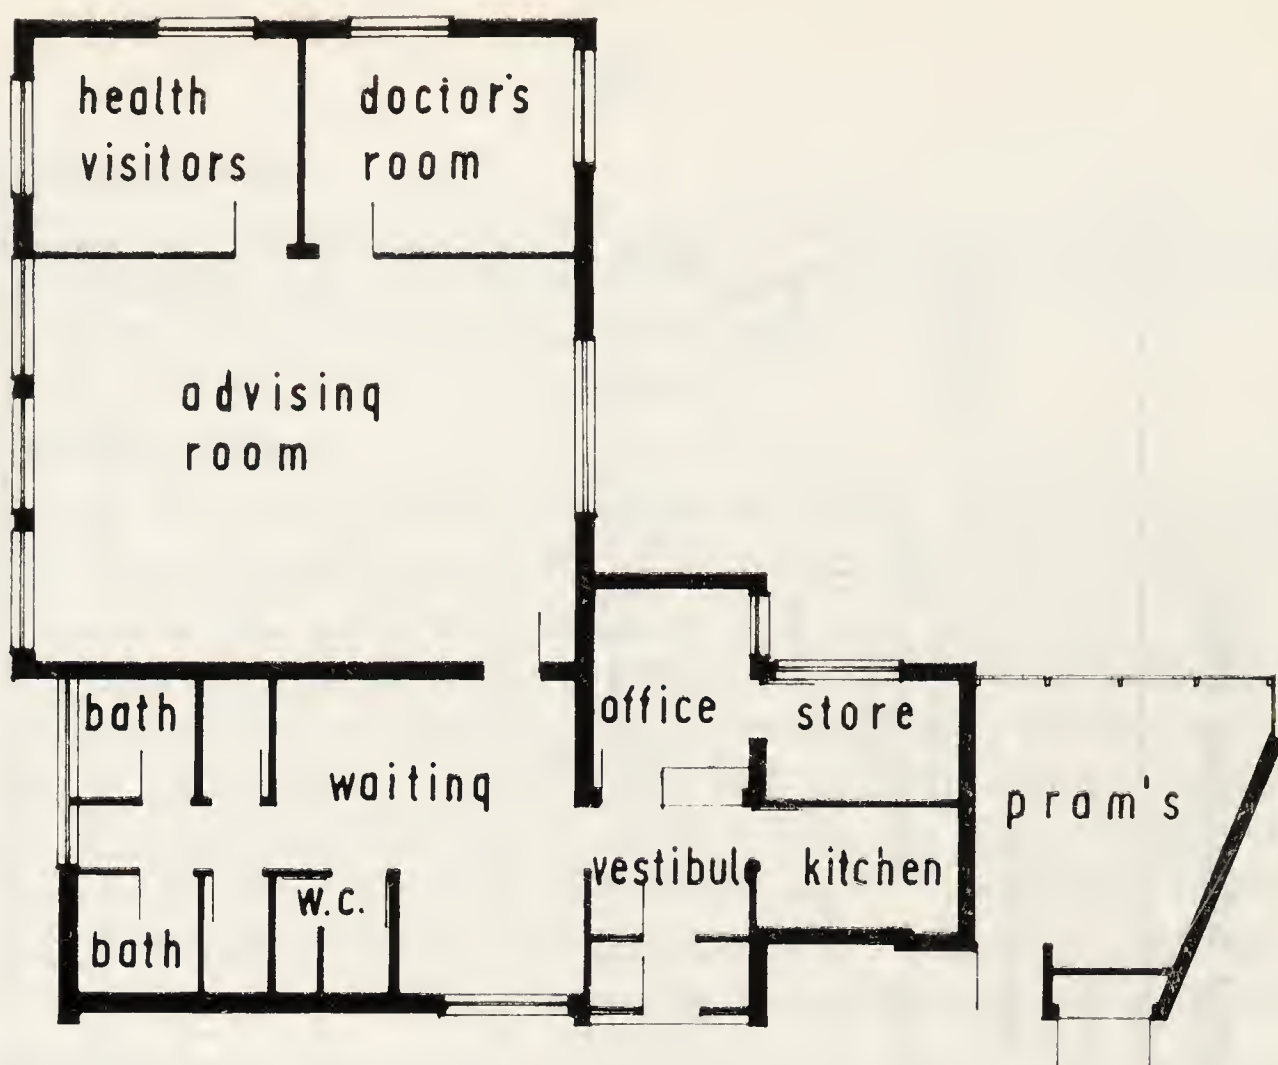 health
visitors
doctor's
room
advising
room
bath
waiting
office
store
pram's
vestibule
kitchen
w.c.
bath